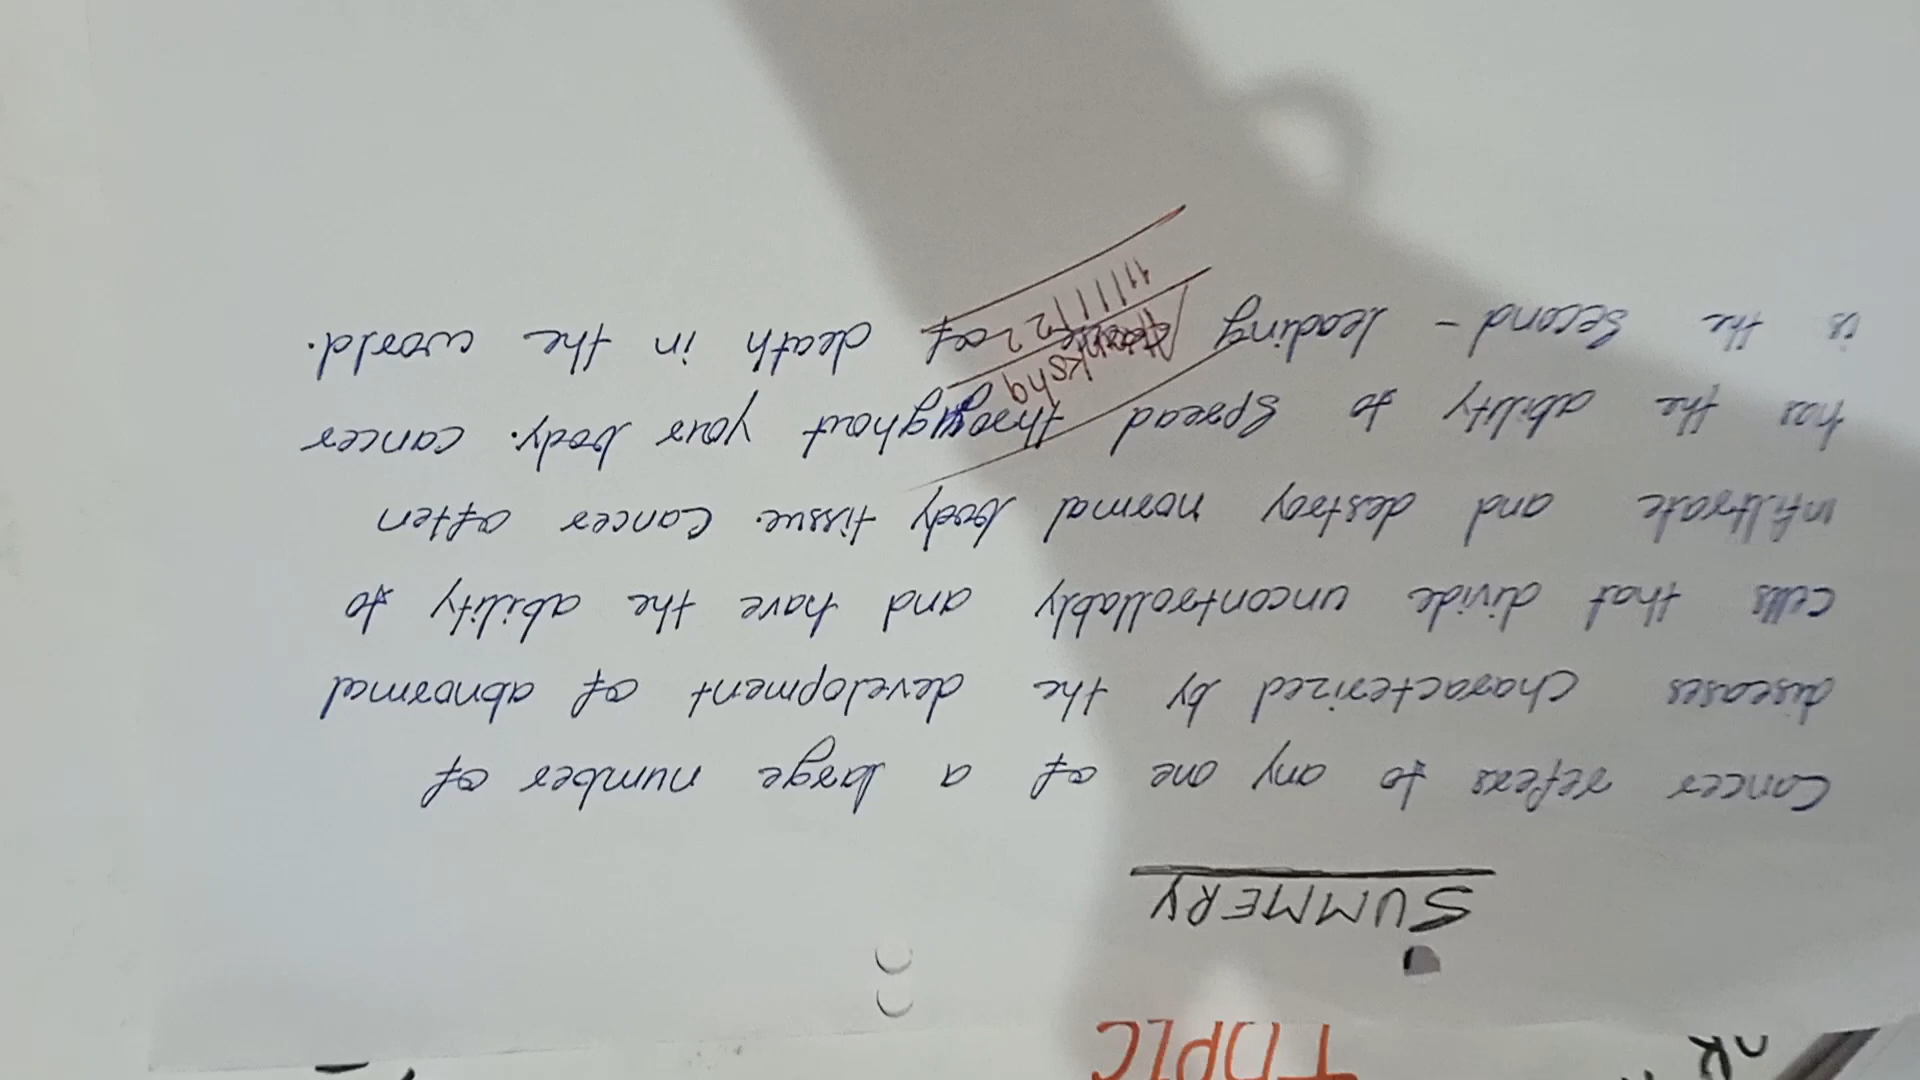 TOPIC
SUMMERY
Cancer refers to any one of a large number of
diseases characterized by the development of abnormal
cells that divide uncontrollably and have the ability to
infiltrate and destroy normal body tissue. Cancer often
has the ability to spread throughout your body. cancer
is the second - leading of death in the world.